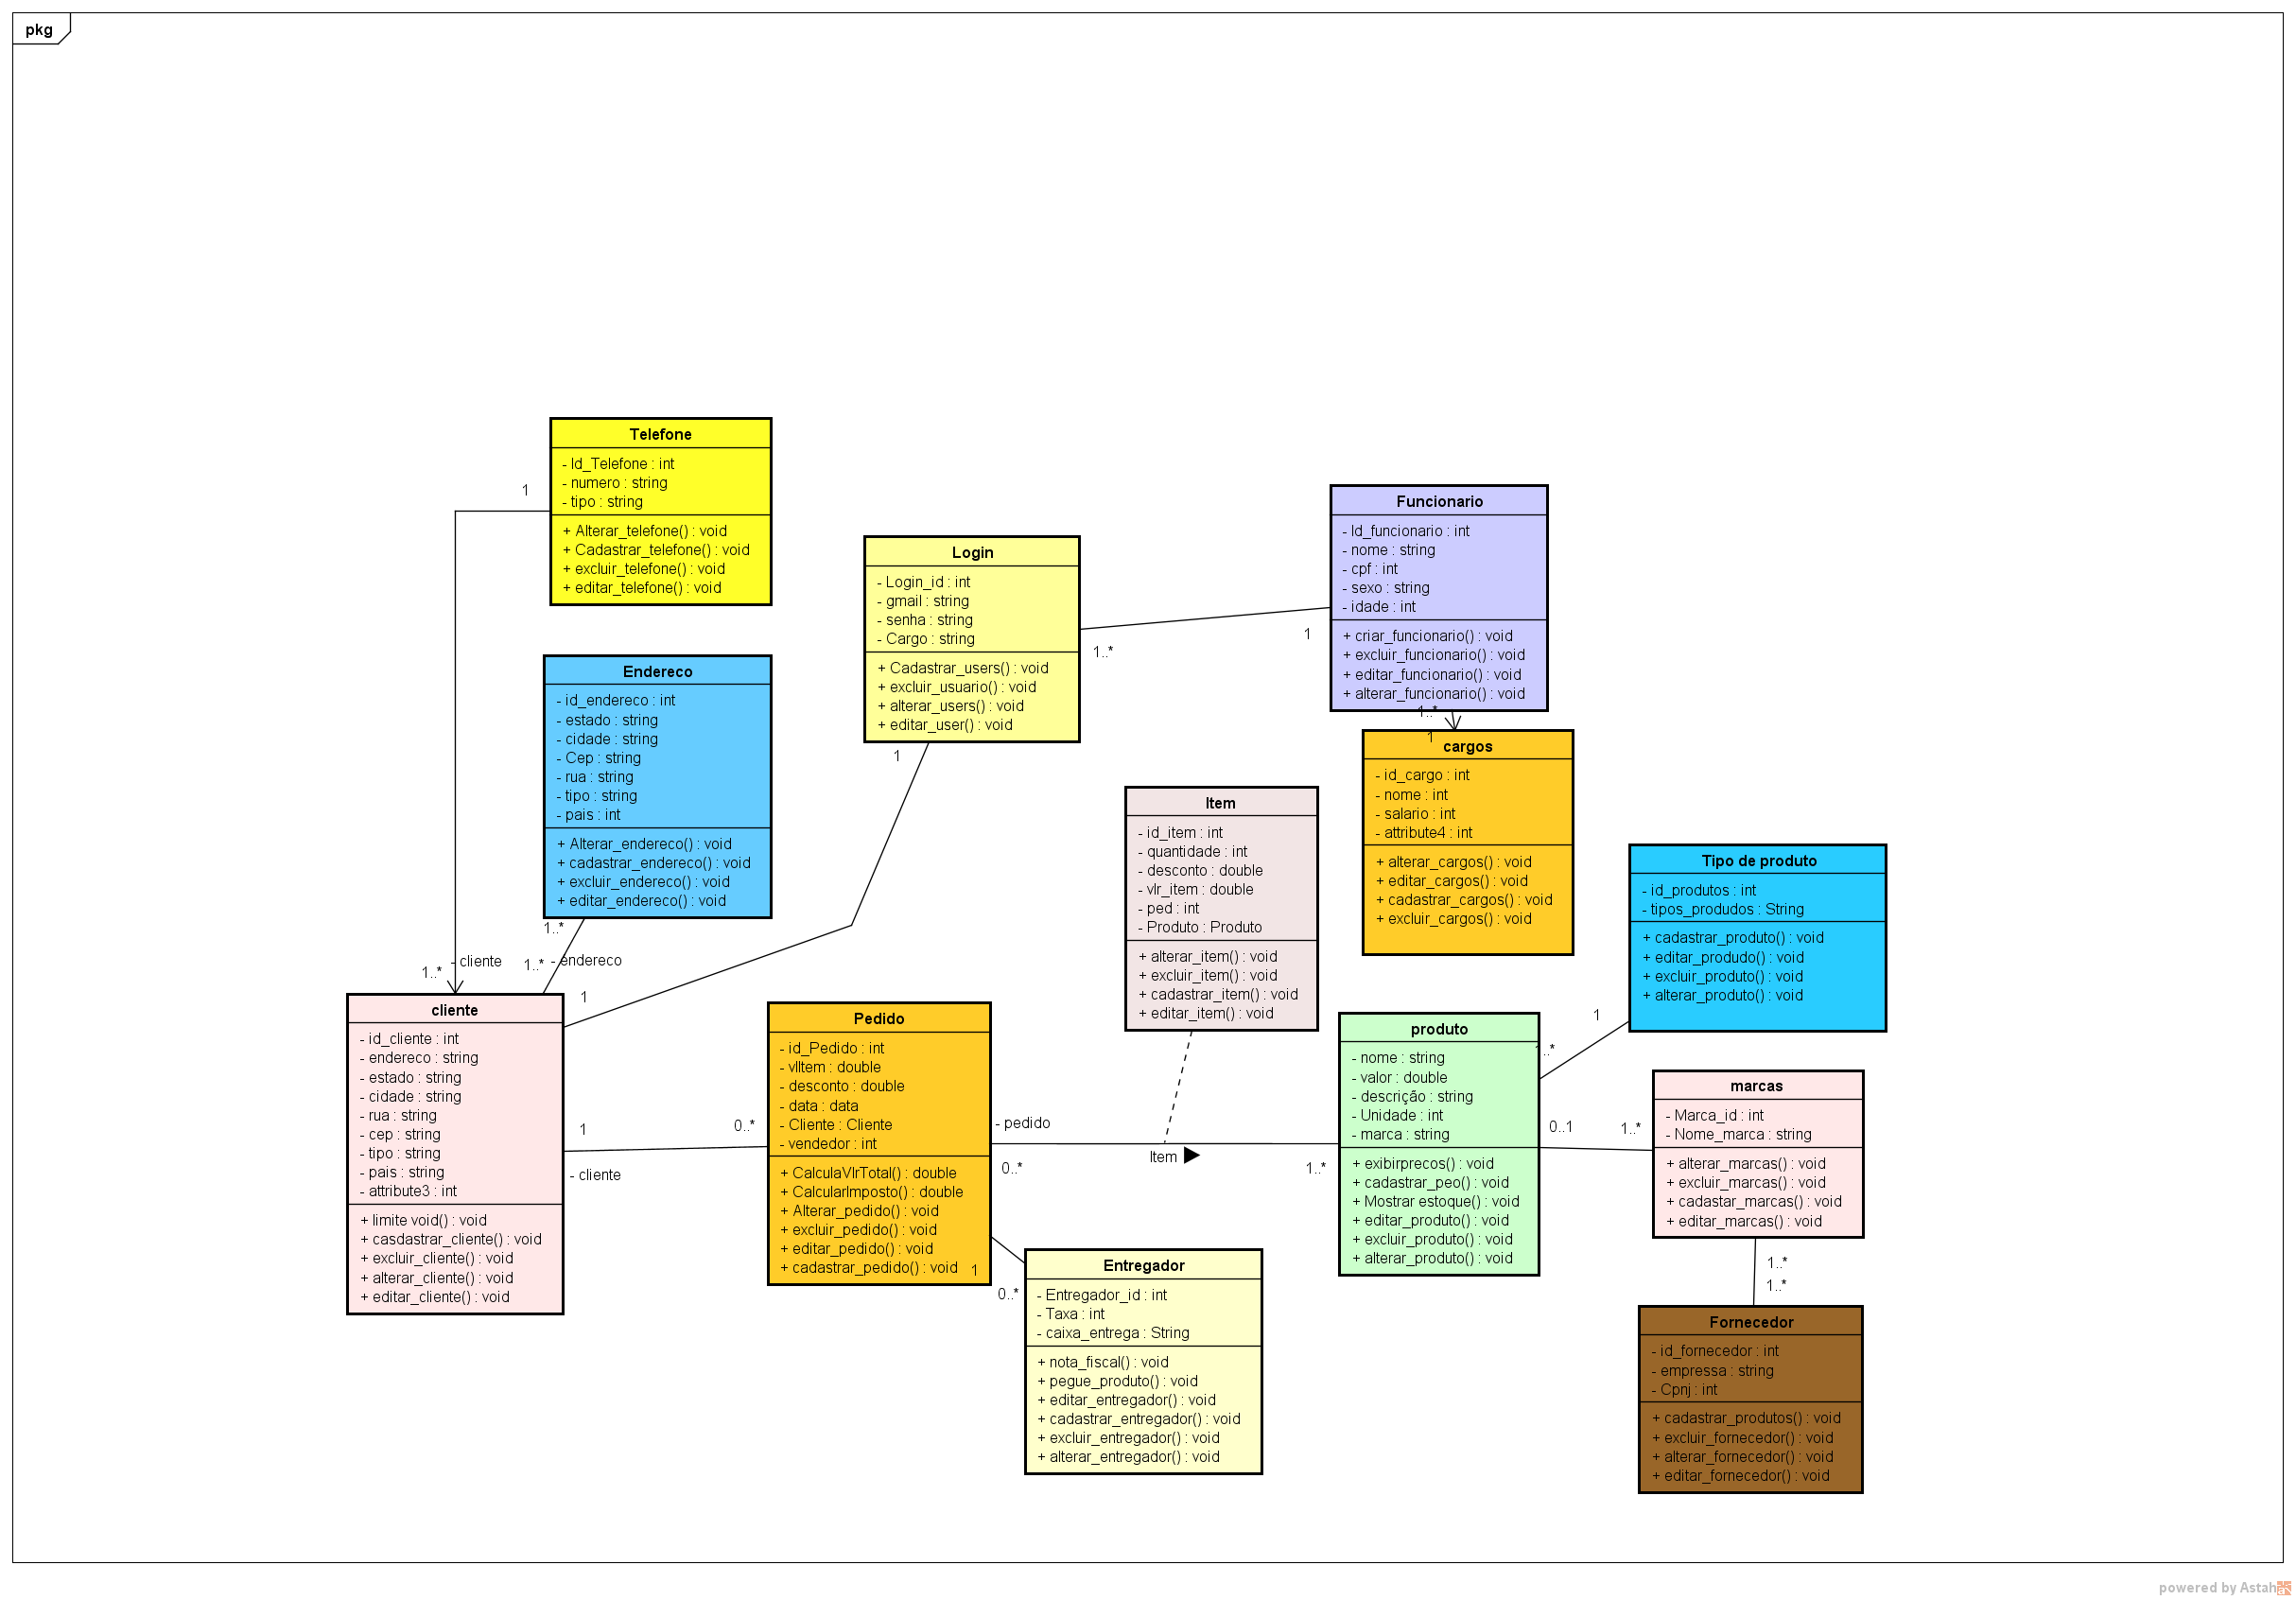 pkg
Telefone
- Id_Telefone : int
- numero : string
- tipo : string
+ Alterar_telefone() : void
+ Cadastrar_telefone() : void
+ excluir_telefone() : void
+ editar_telefone() : void
1
1..*
- cliente
Endereco
- id_endereco : int
- estado : string
- cidade : string
- Cep : string
- rua : string
- tipo : string
- pais : int
+ Alterar_endereco() : void
+ cadastrar_endereco() : void
+ excluir_endereco() : void
+ editar_endereco() : void
1..*
1..*
- endereco
Login
- Login_id : int
- gmail : string
- senha : string
- Cargo : string
+ Cadastrar_users() : void
+ excluir_usuario() : void
+ alterar_users() : void
+ editar_user() : void
1..*
1
1
1
Funcionario
- Id_funcionario : int
- nome : string
- cpf : int
- sexo : string
- idade : int
+ criar_funcionario() : void
+ excluir_funcionario() : void
+ editar_funcionario() : void
+ alterar_funcionario() : void
1..*
1
cargos
- id_cargo : int
- nome : int
- salario : int
- attribute4 : int
+ alterar_cargos() : void
+ editar_cargos() : void
+ cadastrar_cargos() : void
+ excluir_cargos() : void
Item
- id_item : int
- quantidade : int
- desconto : double
- vlr_item : double
- ped : int
- Produto : Produto
+ alterar_item() : void
+ excluir_item() : void
+ cadastrar_item() : void
+ editar_item() : void
Tipo de produto
- id_produtos : int
- tipos_produdos : String
+ cadastrar_produto() : void
+ editar_produdo() : void
+ excluir_produto() : void
+ alterar_produto() : void
1
1..*
cliente
- id_cliente : int
- endereco : string
- estado : string
- cidade : string
- rua : string
- cep : string
- tipo : string
- pais : string
- attribute3 : int
+ limite void() : void
+ casdastrar_cliente() : void
+ excluir_cliente() : void
+ alterar_cliente() : void
+ editar_cliente() : void
1
0..*
- cliente
Pedido
- id_Pedido : int
- vlItem : double
- desconto : double
- data : data
- Cliente : Cliente
- vendedor : int
+ CalculaVlrTotal() : double
+ CalcularImposto() : double
+ Alterar_pedido() : void
+ excluir_pedido() : void
+ editar_pedido() : void
+ cadastrar_pedido() : void
1
0..*
- pedido
0..*
Item
1..*
produto
- nome : string
- valor : double
- descrição : string
- Unidade : int
- marca : string
+ exibirprecos() : void
+ cadastrar_peo() : void
+ Mostrar estoque() : void
+ editar_produto() : void
+ excluir_produto() : void
+ alterar_produto() : void
0..1
1..*
marcas
- Marca_id : int
- Nome_marca : string
+ alterar_marcas() : void
+ excluir_marcas() : void
+ cadastar_marcas() : void
+ editar_marcas() : void
1..*
1..*
Entregador
- Entregador_id : int
- Taxa : int
- caixa_entrega : String
+ nota_fiscal() : void
+ pegue_produto() : void
+ editar_entregador() : void
+ cadastrar_entregador() : void
+ excluir_entregador() : void
+ alterar_entregador() : void
Fornecedor
- id_fornecedor : int
- empressa : string
- Cpnj : int
+ cadastrar_produtos() : void
+ excluir_fornecedor() : void
+ alterar_fornecedor() : void
+ editar_fornecedor() : void
powered by Astah